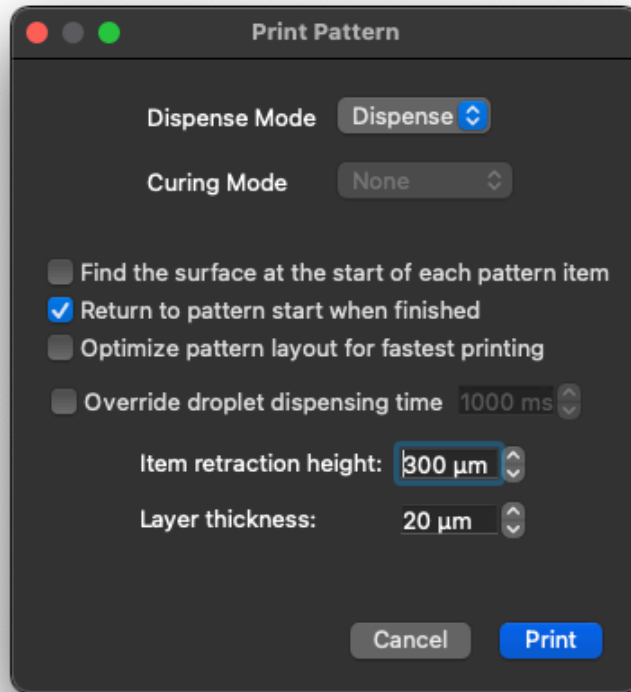 Print Pattern
Dispense Mode Dispense
Curing Mode None
Find the surface at the start of each pattern item
Return to pattern start when finished
Optimize pattern layout for fastest printing
Override droplet dispensing time 1000 ms
Item retraction height: 300 µm
Layer thickness: 20 µm
Cancel Print